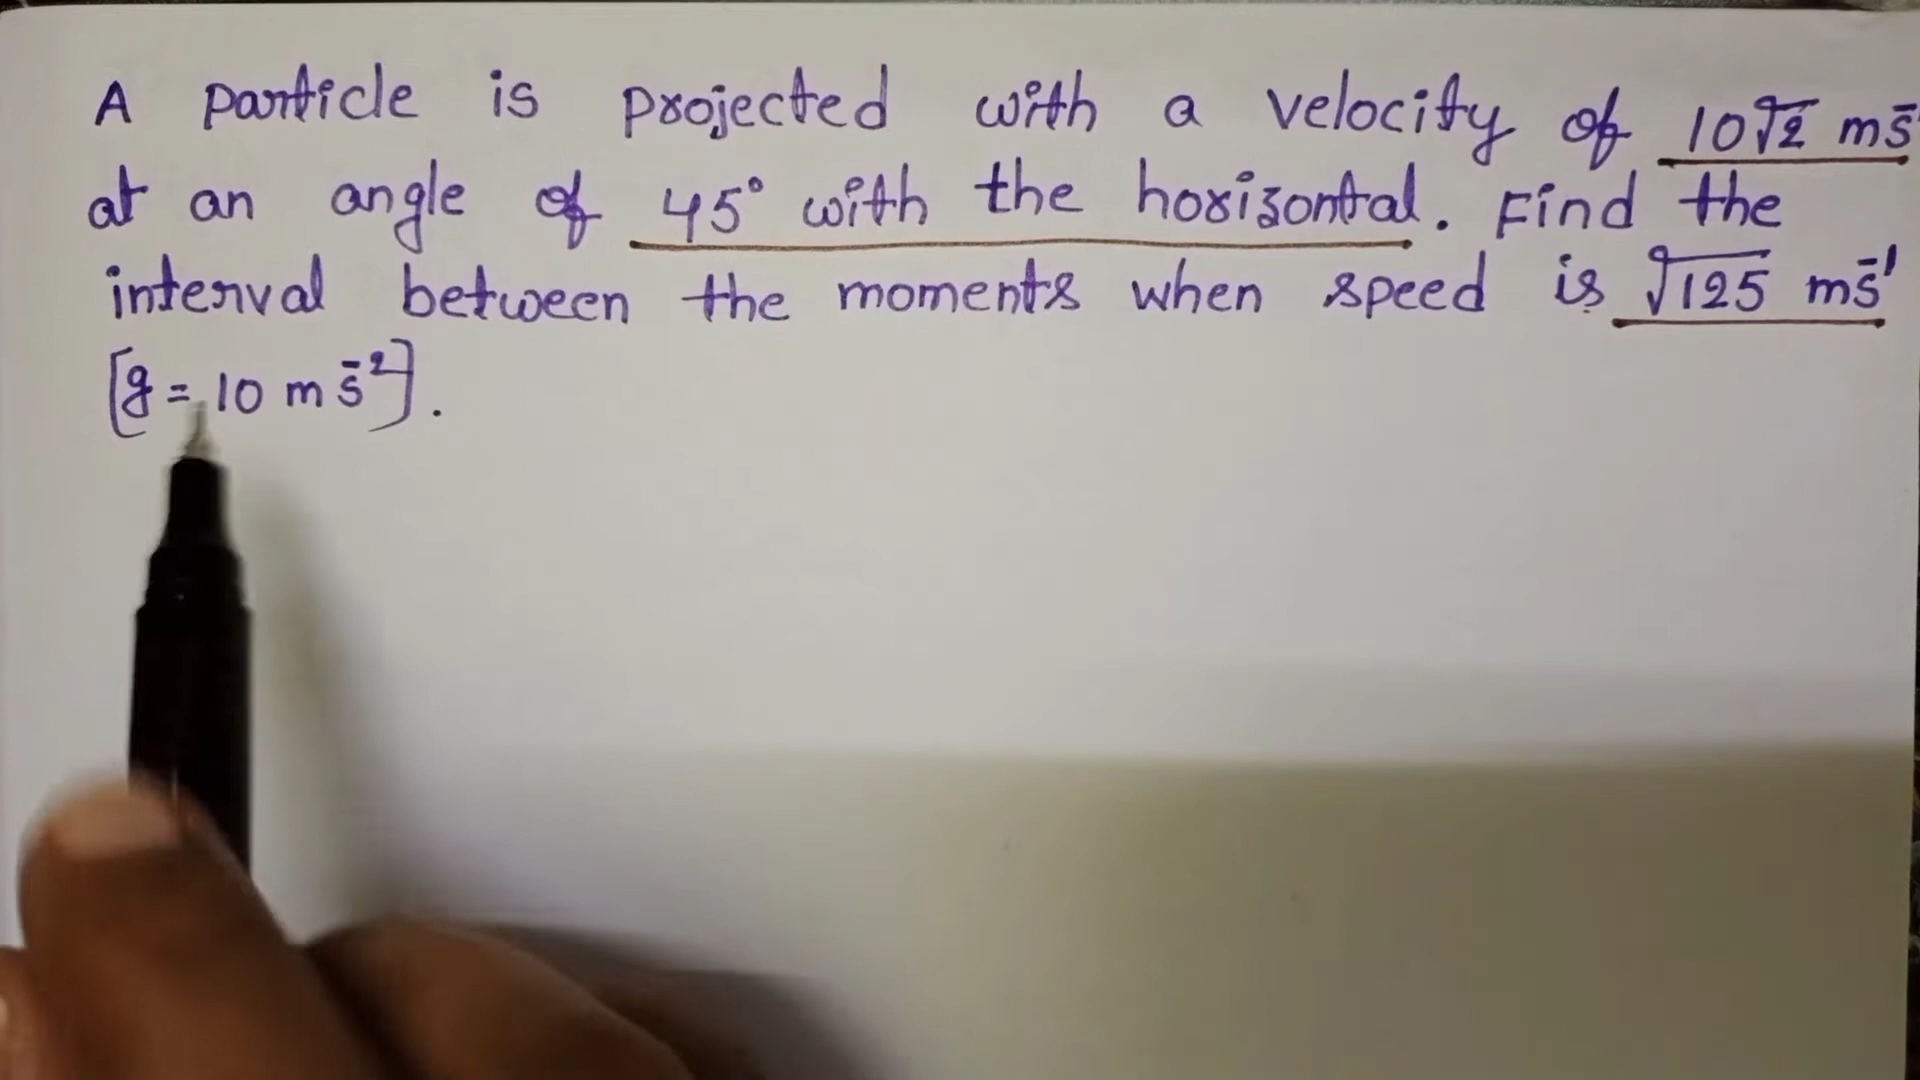 A particle is projected with a velocity of 10√2 ms⁻¹
at an angle of 45° with the horizontal. Find the
interval between the moments when speed is √125 ms⁻¹
[g = 10 m s⁻²].